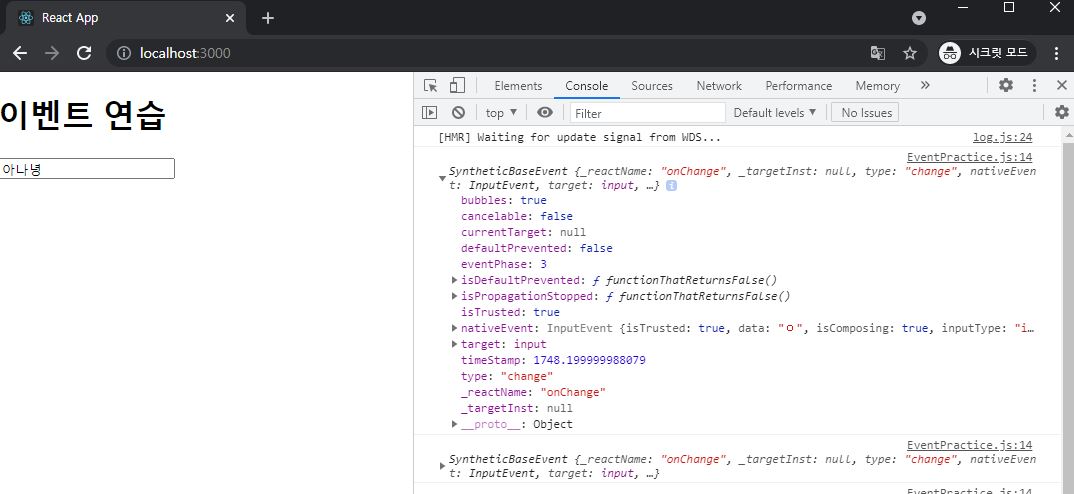 React App
localhost:3000
시크릿 모드
이벤트 연습
아나녕
Elements Console Sources Network Performance Memory
top Filter Default levels No Issues
[HMR] Waiting for update signal from WDS... log.js:24
EventPractice.js:14
SyntheticBaseEvent {_reactName: "onChange", _targetInst: null, type: "change", nativeEven
t: InputEvent, target: input, …}
bubbles: true
cancelable: false
currentTarget: null
defaultPrevented: false
eventPhase: 3
isDefaultPrevented: ƒ functionThatReturnsFalse()
isPropagationStopped: ƒ functionThatReturnsFalse()
isTrusted: true
nativeEvent: InputEvent {isTrusted: true, data: "ㅇ", isComposing: true, inputType: "i…
target: input
timeStamp: 1748.199999988079
type: "change"
_reactName: "onChange"
_targetInst: null
__proto__: Object
EventPractice.js:14
SyntheticBaseEvent {_reactName: "onChange", _targetInst: null, type: "change", nativeEven
t: InputEvent, target: input, …}
EventPractice.js:14